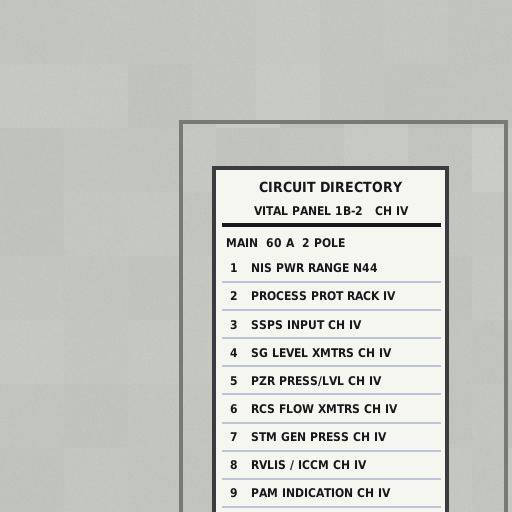 CIRCUIT DIRECTORY
VITAL PANEL 1B-2 CH IV
MAIN 60 A 2 POLE
1 NIS PWR RANGE N44
2 PROCESS PROT RACK IV
3 SSPS INPUT CH IV
4 SG LEVEL XMTRS CH IV
5 PZR PRESS/LVL CH IV
6 RCS FLOW XMTRS CH IV
7 STM GEN PRESS CH IV
8 RVLIS / ICCM CH IV
9 PAM INDICATION CH IV